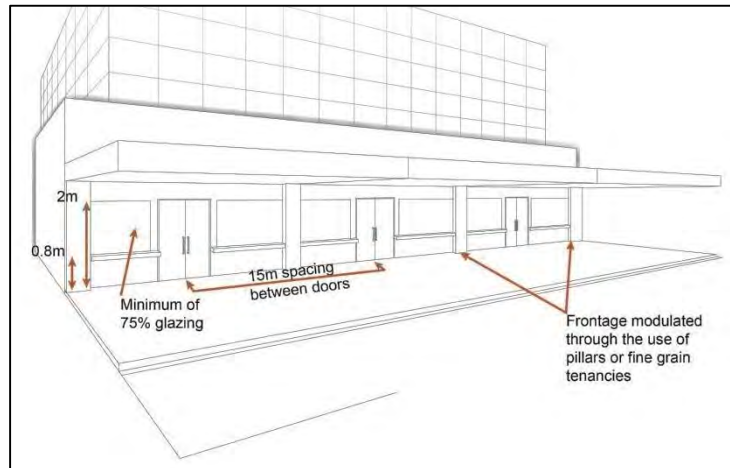 2m
0.8m
15m spacing
between doors
Minimum of
75% glazing
Frontage modulated
through the use of
pillars or fine grain
tenancies